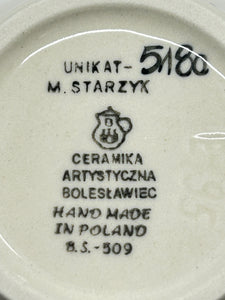 UNIKAT- 5180
M. STARZYK
CERAMIKA
ARTYSTYCZNA
BOLESŁAWIEC
HAND MADE
IN POLAND
B.S.-509